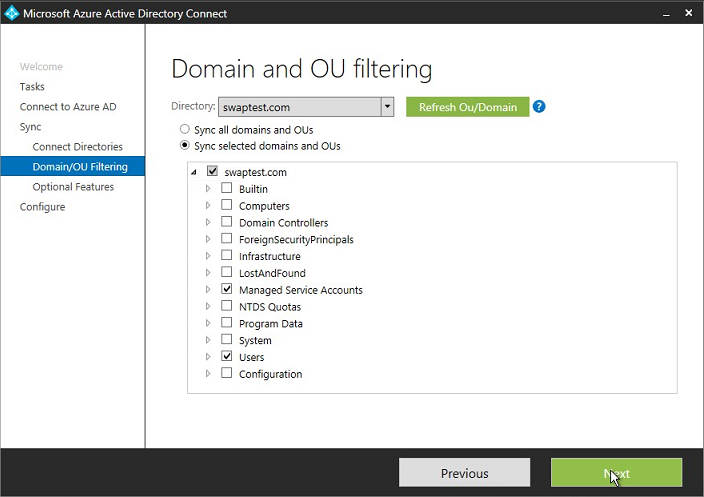 Microsoft Azure Active Directory Connect
Welcome
Tasks
Connect to Azure AD
Sync
Connect Directories
Domain/OU Filtering
Optional Features
Configure
Domain and OU filtering
Directory: swaptest.com Refresh Ou/Domain ?
Sync all domains and OUs
Sync selected domains and OUs
swaptest.com
Builtin
Computers
Domain Controllers
ForeignSecurityPrincipals
Infrastructure
LostAndFound
Managed Service Accounts
NTDS Quotas
Program Data
System
Users
Configuration
Previous Next